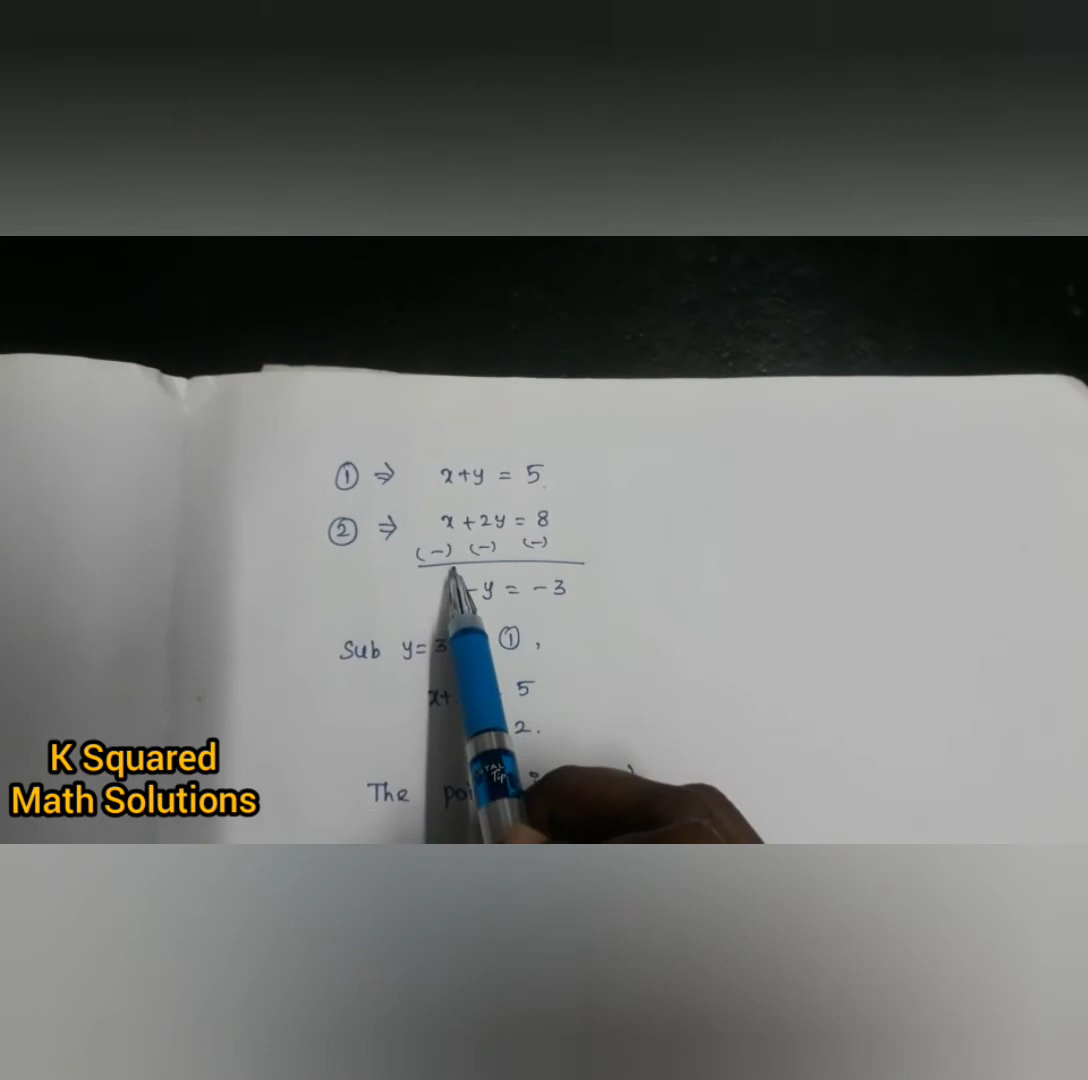 ① ⇒ x+y = 5
② ⇒ x+2y = 8
(-) (-) (-)
-y = -3
Sub y=3 ①,
x+ 5
2.
The
K Squared
Math Solutions